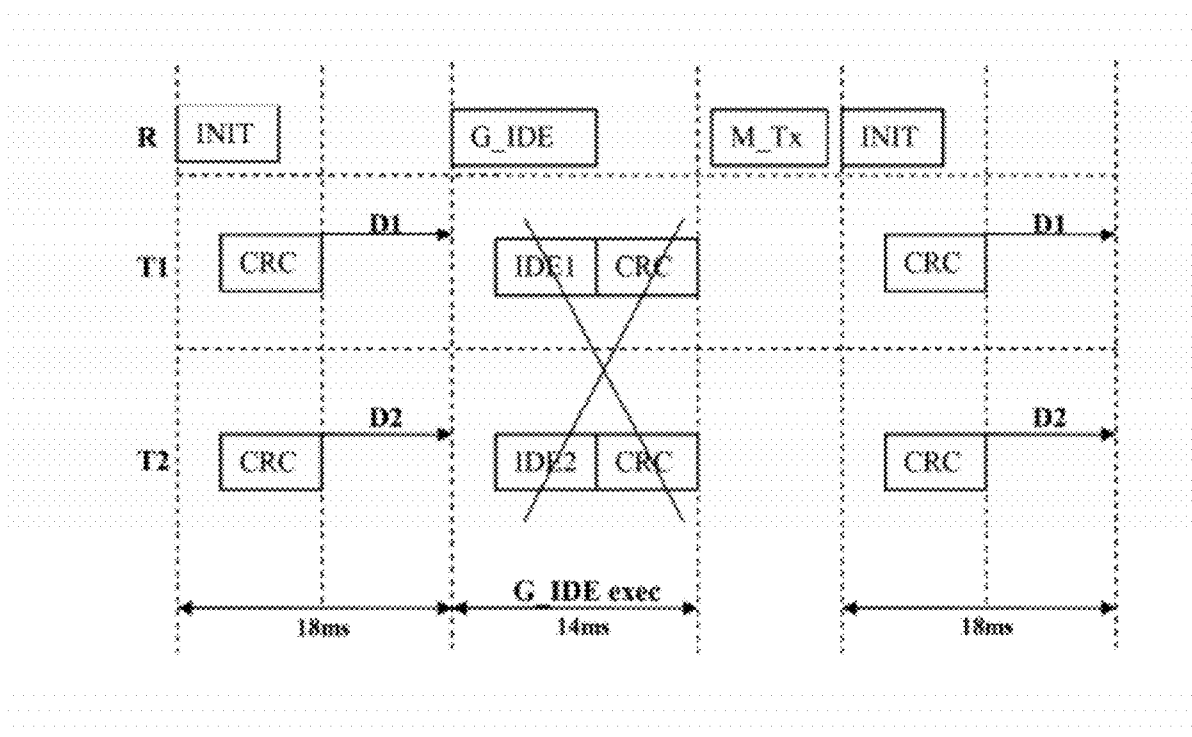 R INIT G_IDE M_Tx INIT
D1 D1
T1 CRC IDE1 CRC CRC
D2 D2
T2 CRC IDE2 CRC CRC
G_IDE exec
18ms 14ms 18ms